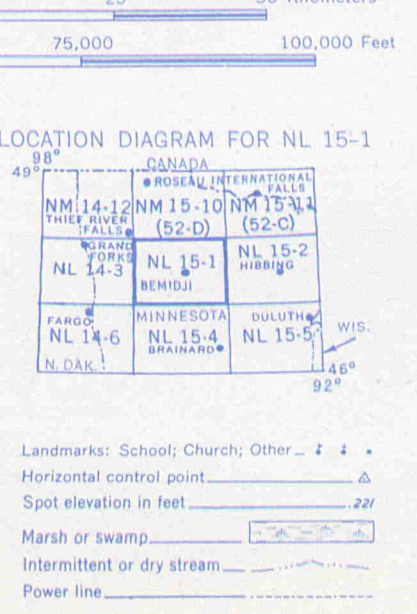 75,000 100,000 Feet
LOCATION DIAGRAM FOR NL 15-1
98°
49°
CANADA
ROSEAU INTERNATIONAL FALLS
NM 14-12 NM 15-10 NM 15-11
THIEF RIVER FALLS (52-D) (52-C)
GRAND FORKS
NL 14-3 NL 15-1 NL 15-2
BEMIDJI HIBBING
FARGO MINNESOTA DULUTH
NL 14-6 NL 15-4 NL 15-5 WIS.
BRAINARD
N. DAK. 46°
92°
Landmarks: School; Church; Other
Horizontal control point
Spot elevation in feet .221
Marsh or swamp
Intermittent or dry stream
Power line